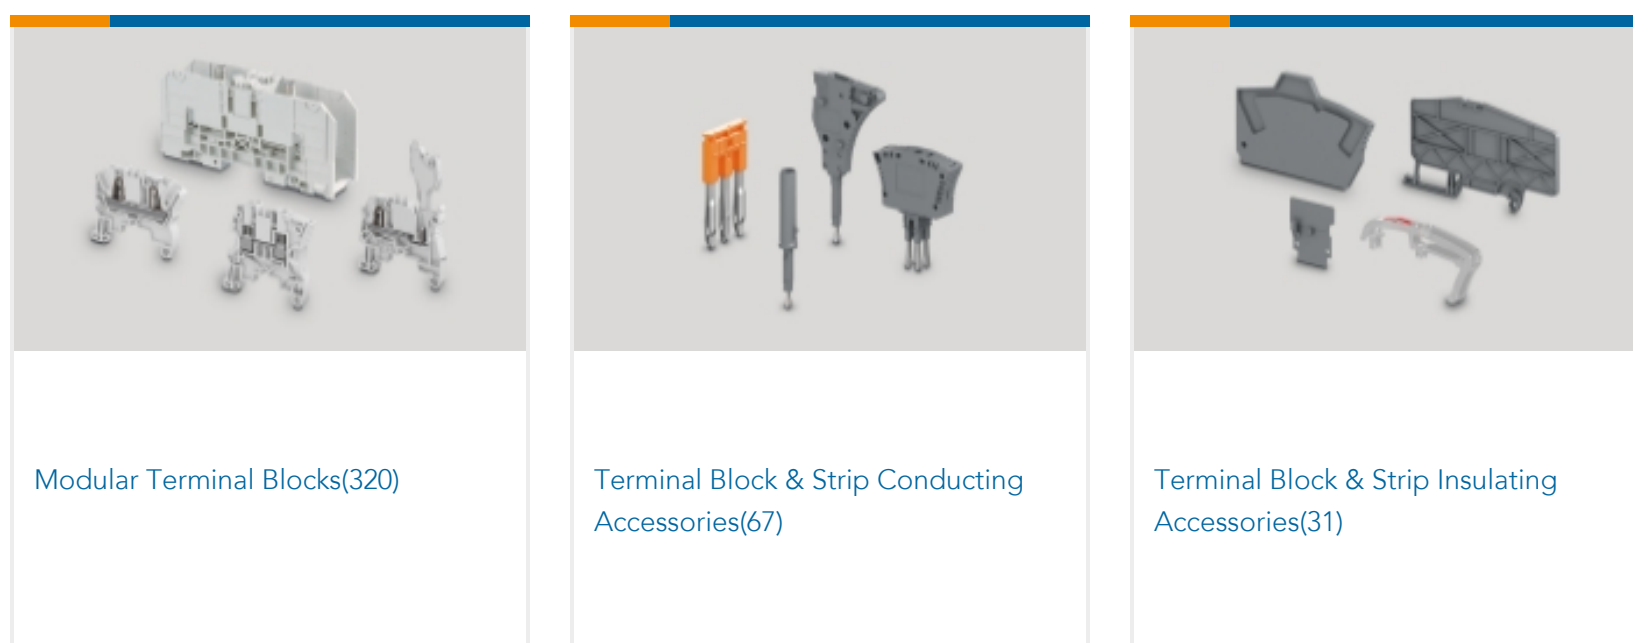 Modular Terminal Blocks(320)
Terminal Block & Strip Conducting
Accessories(67)
Terminal Block & Strip Insulating
Accessories(31)